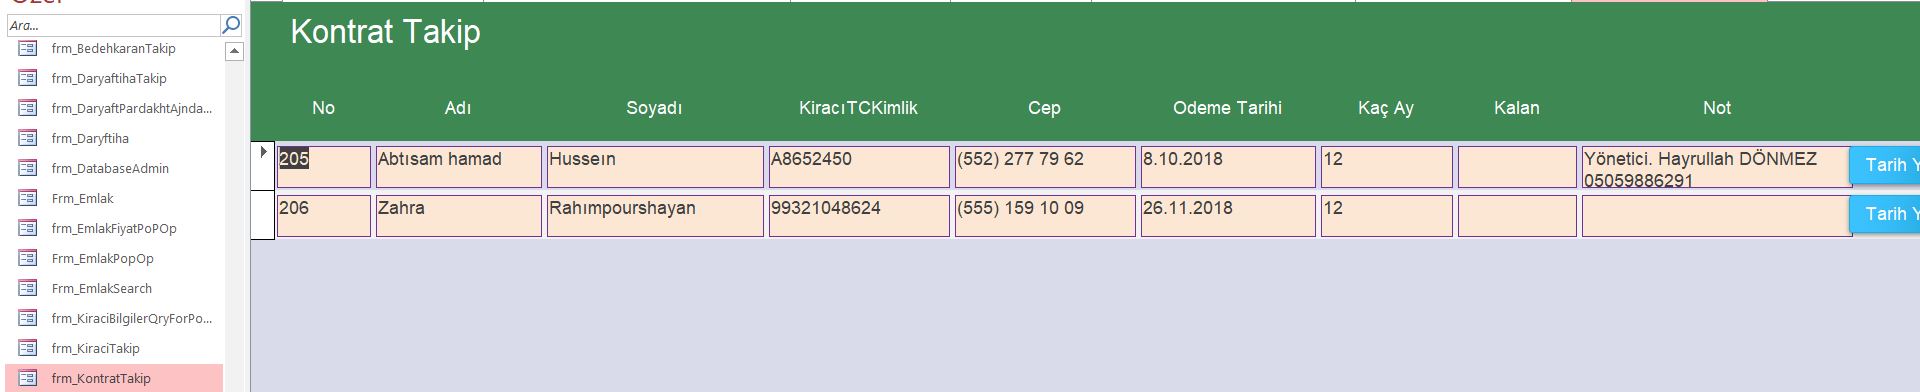 Özel
Ara...
frm_BedehkaranTakip
frm_DaryaftihaTakip
frm_DaryaftPardakhtAjnda...
frm_Daryftiha
frm_DatabaseAdmin
Frm_Emlak
frm_EmlakFiyatPoPOp
Frm_EmlakPopOp
Frm_EmlakSearch
frm_KiraciBilgilerQryForPo...
frm_KiraciTakip
frm_KontratTakip
Kontrat Takip
No Adı Soyadı KiracıTCKimlik Cep Odeme Tarihi Kaç Ay Kalan Not
205 Abtısam hamad Husseın A8652450 (552) 277 79 62 8.10.2018 12 Yönetici. Hayrullah DÖNMEZ Tarih Y
05059886291
206 Zahra Rahımpourshayan 99321048624 (555) 159 10 09 26.11.2018 12 Tarih Y